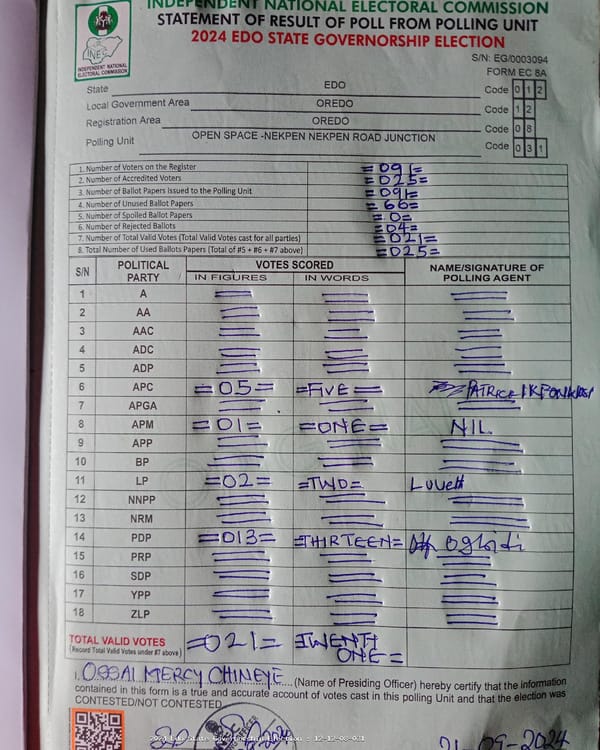 INDEPENDENT NATIONAL ELECTORAL COMMISSION
STATEMENT OF RESULT OF POLL FROM POLLING UNIT
2024 EDO STATE GOVERNORSHIP ELECTION
INEC
INDEPENDENT NATIONAL
ELECTORAL COMMISSION
S/N: EG/0003094
FORM EC 8A
State EDO Code 0 1 2
Local Government Area OREDO Code 1 2
Registration Area OREDO Code 0 8
Polling Unit OPEN SPACE -NEKPEN NEKPEN ROAD JUNCTION Code 0 3 1
1. Number of Voters on the Register =091=
2. Number of Accredited Voters =025=
3. Number of Ballot Papers Issued to the Polling Unit =091=
4. Number of Unused Ballot Papers =66=
5. Number of Spoiled Ballot Papers =0=
6. Number of Rejected Ballots =04=
7. Number of Total Valid Votes (Total Valid Votes cast for all parties) =021=
8. Total Number of Used Ballots Papers (Total of #5 + #6 + #7 above) =025=
S/N POLITICAL PARTY VOTES SCORED NAME/SIGNATURE OF POLLING AGENT
IN FIGURES IN WORDS
1 A
2 AA
3 AAC
4 ADC
5 ADP
6 APC =05= =FIVE= PATRICK
7 APGA
8 APM =01= =ONE= NIL
9 APP
10 BP
11 LP =02= =TWO=
12 NNPP
13 NRM
14 PDP =013= =THIRTEEN=
15 PRP
16 SDP
17 YPP
18 ZLP
TOTAL VALID VOTES =021= =TWENTY
(Record Total Valid Votes under #7 above) ONE=
I, OSSAI MERCY CHINEYE (Name of Presiding Officer) hereby certify that the information
contained in this form is a true and accurate account of votes cast in this polling Unit and that the election was
CONTESTED/NOT CONTESTED.
2024 Edo State Governorship Election - 12-12-08-031
21-09-2024